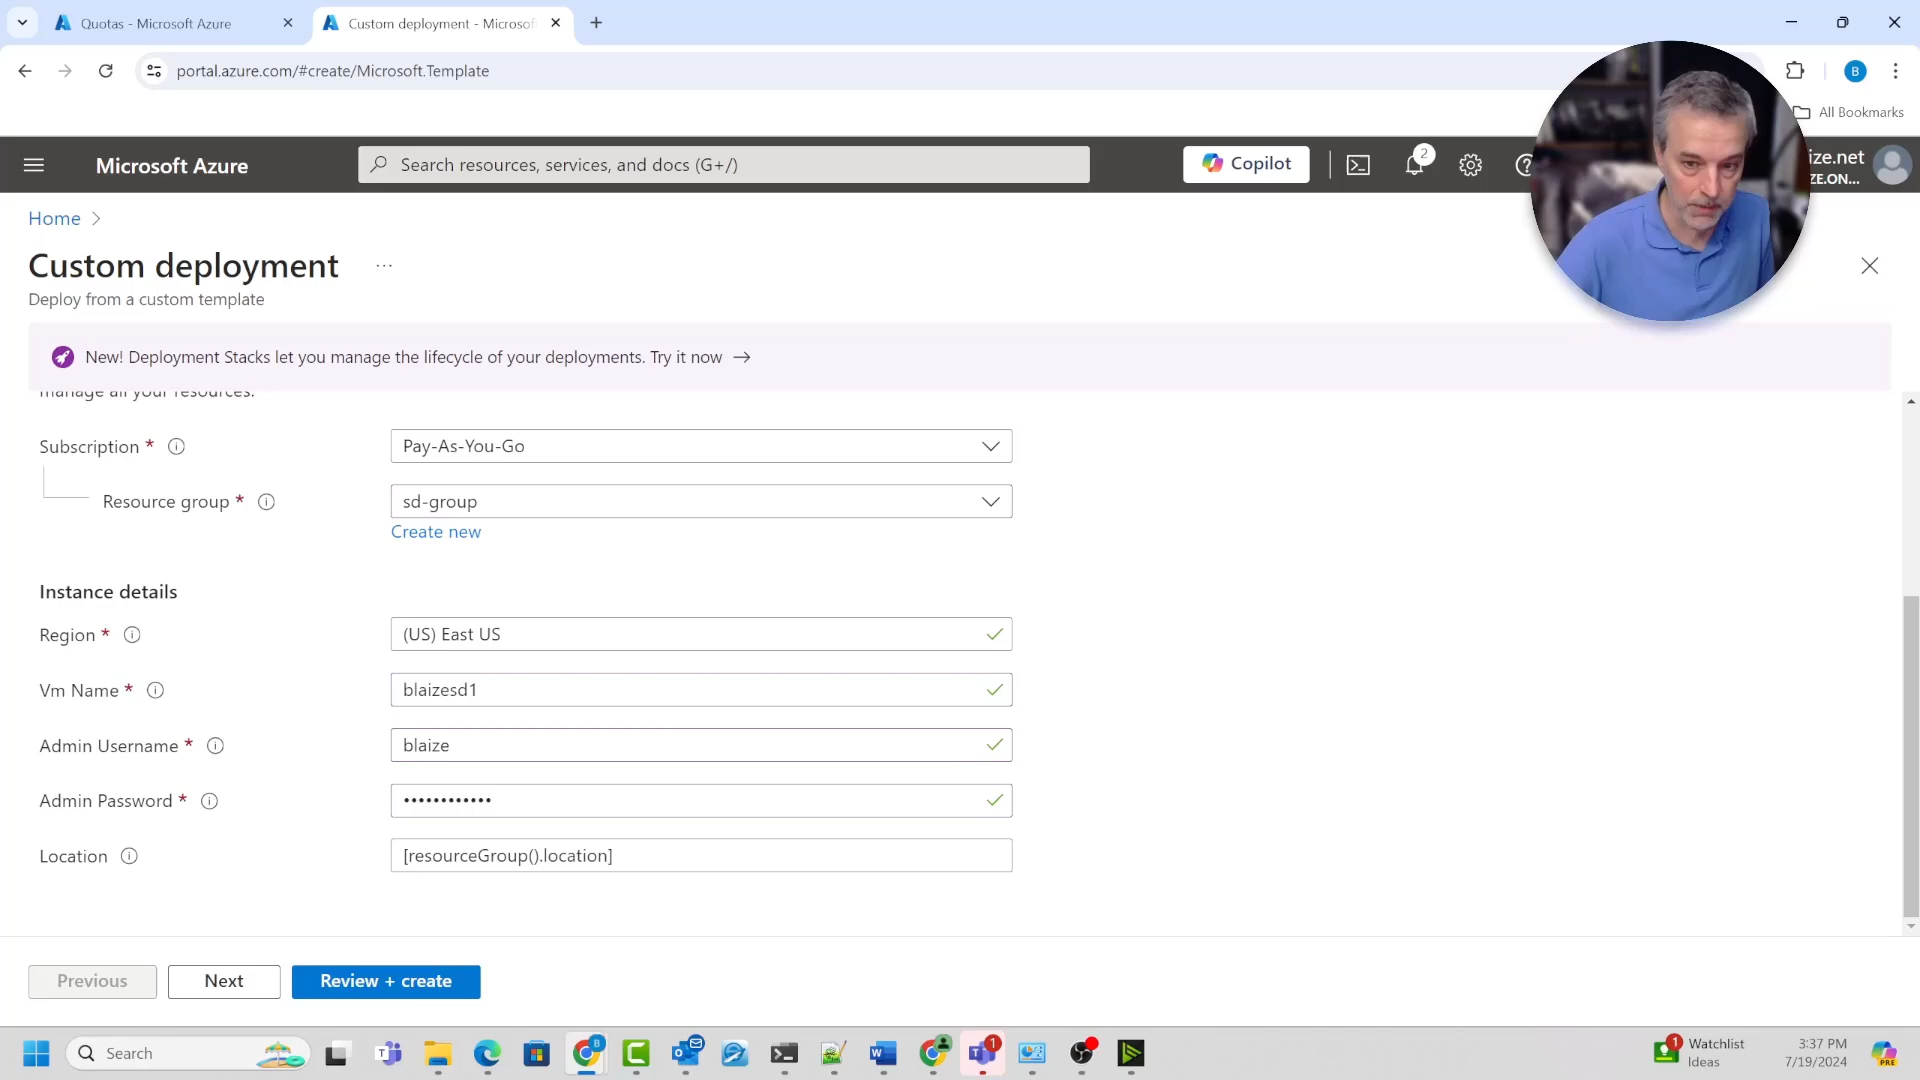 Quotas - Microsoft Azure
Custom deployment - Microsof
portal.azure.com/#create/Microsoft.Template
B
All Bookmarks
Microsoft Azure
Search resources, services, and docs (G+/)
Copilot
2
ize.net
ZE.ON...
Home
Custom deployment
...
Deploy from a custom template
New! Deployment Stacks let you manage the lifecycle of your deployments. Try it now →
manage all your resources.
Subscription *
Pay-As-You-Go
Resource group *
sd-group
Create new
Instance details
Region *
(US) East US
Vm Name *
blaizesd1
Admin Username *
blaize
Admin Password *
••••••••••••
Location
[resourceGroup().location]
Previous
Next
Review + create
Search
B
1
1
Watchlist
Ideas
3:37 PM
7/19/2024
PRE